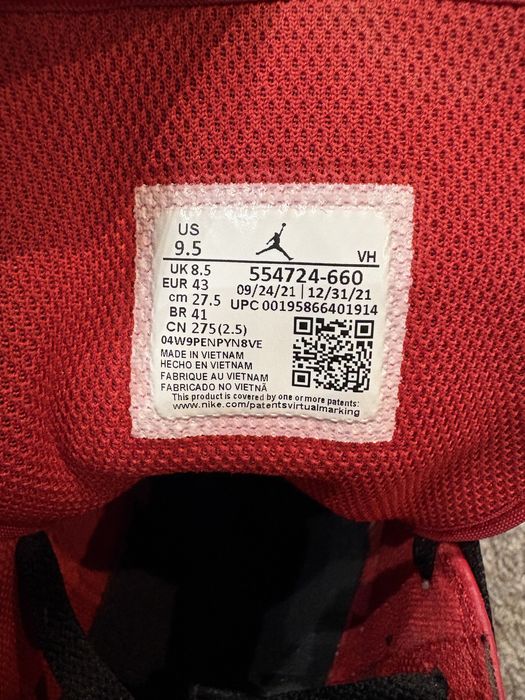 US
9.5
VH
UK 8.5
554724-660
EUR 43
09/24/21 | 12/31/21
cm 27.5
UPC 00195866401914
BR 41
CN 275(2.5)
04W9PENPYN8VE
MADE IN VIETNAM
HECHO EN VIETNAM
FABRIQUE AU VIETNAM
FABRICADO NO VIETNÃ
This product is covered by one or more patents:
www.nike.com/patentsvirtualmarking